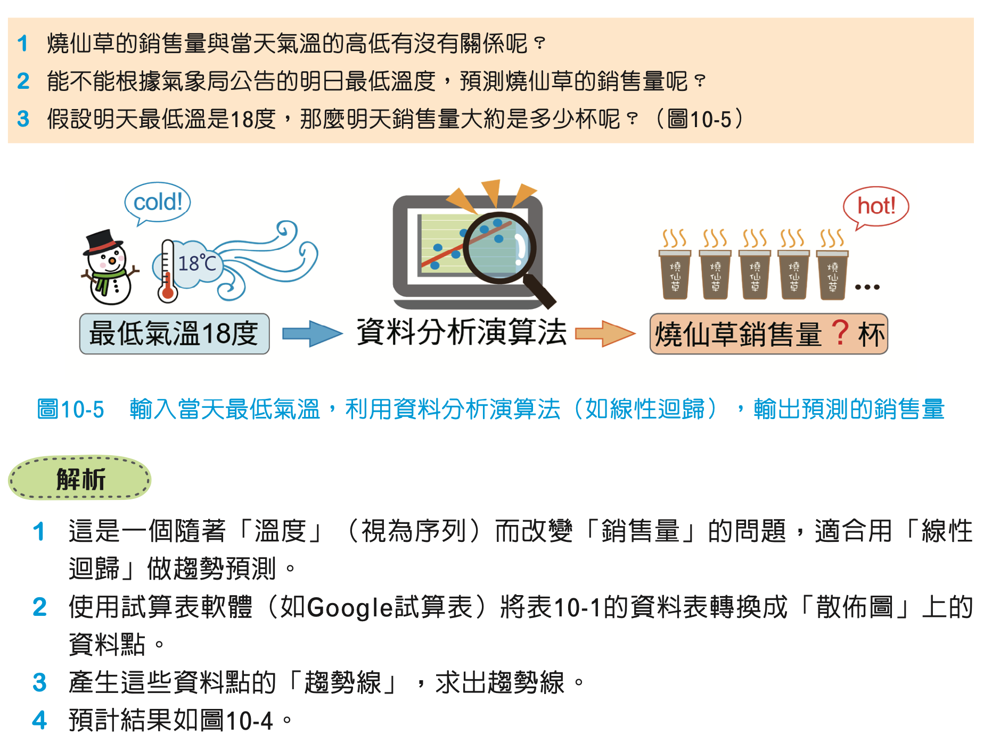 1 燒仙草的銷售量與當天氣溫的高低有沒有關係呢？
2 能不能根據氣象局公告的明日最低溫度，預測燒仙草的銷售量呢？
3 假設明天最低溫是18度，那麼明天銷售量大約是多少杯呢？（圖10-5）
cold!
hot!
18℃
燒仙草 燒仙草 燒仙草 燒仙草 燒仙草
最低氣溫18度 資料分析演算法 燒仙草銷售量？杯
圖10-5 輸入當天最低氣溫，利用資料分析演算法（如線性迴歸），輸出預測的銷售量
解析
1 這是一個隨著「溫度」（視為序列）而改變「銷售量」的問題，適合用「線性
迴歸」做趨勢預測。
2 使用試算表軟體（如Google試算表）將表10-1的資料表轉換成「散佈圖」上的
資料點。
3 產生這些資料點的「趨勢線」，求出趨勢線。
4 預計結果如圖10-4。